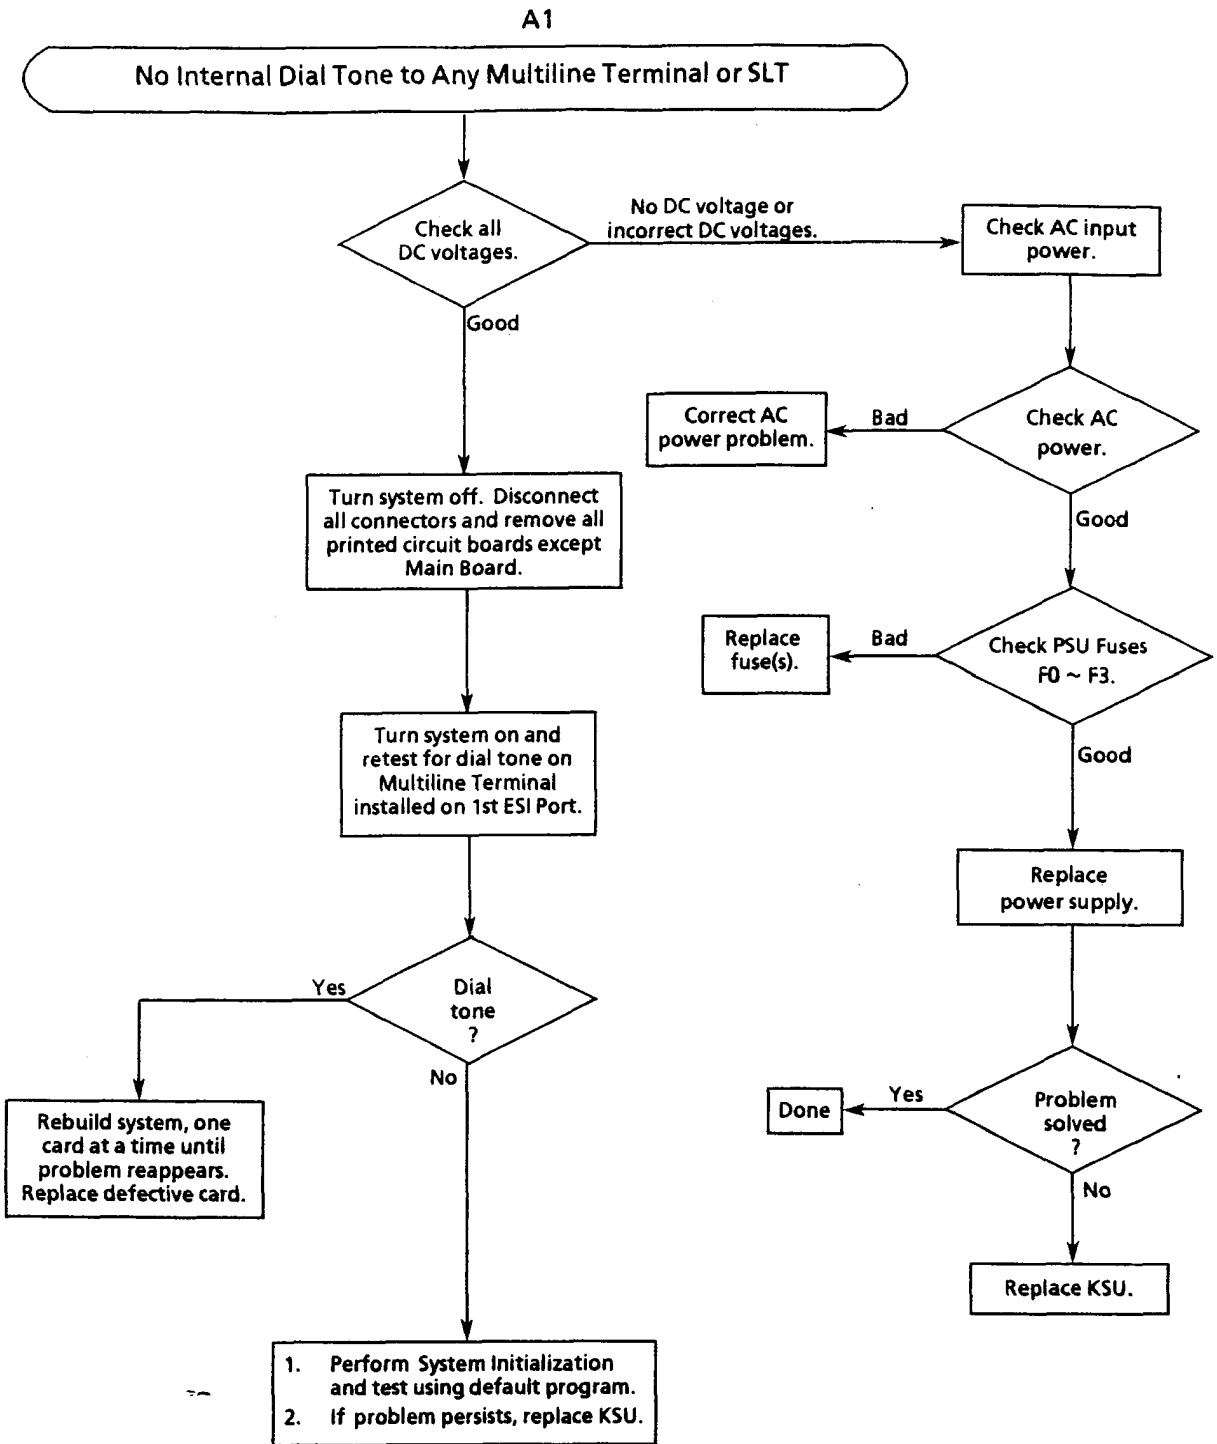 A1
No Internal Dial Tone to Any Multiline Terminal or SLT
Check all
DC voltages.
No DC voltage or
incorrect DC voltages.
Check AC input
power.
Good
Check AC
power.
Bad
Correct AC
power problem.
Good
Turn system off. Disconnect
all connectors and remove all
printed circuit boards except
Main Board.
Check PSU Fuses
F0 ~ F3.
Bad
Replace
fuse(s).
Good
Turn system on and
retest for dial tone on
Multiline Terminal
installed on 1st ESI Port.
Replace
power supply.
Dial
tone
?
Yes
No
Rebuild system, one
card at a time until
problem reappears.
Replace defective card.
Problem
solved
?
Yes
Done
No
Replace KSU.
1. Perform System Initialization
and test using default program.
2. If problem persists, replace KSU.